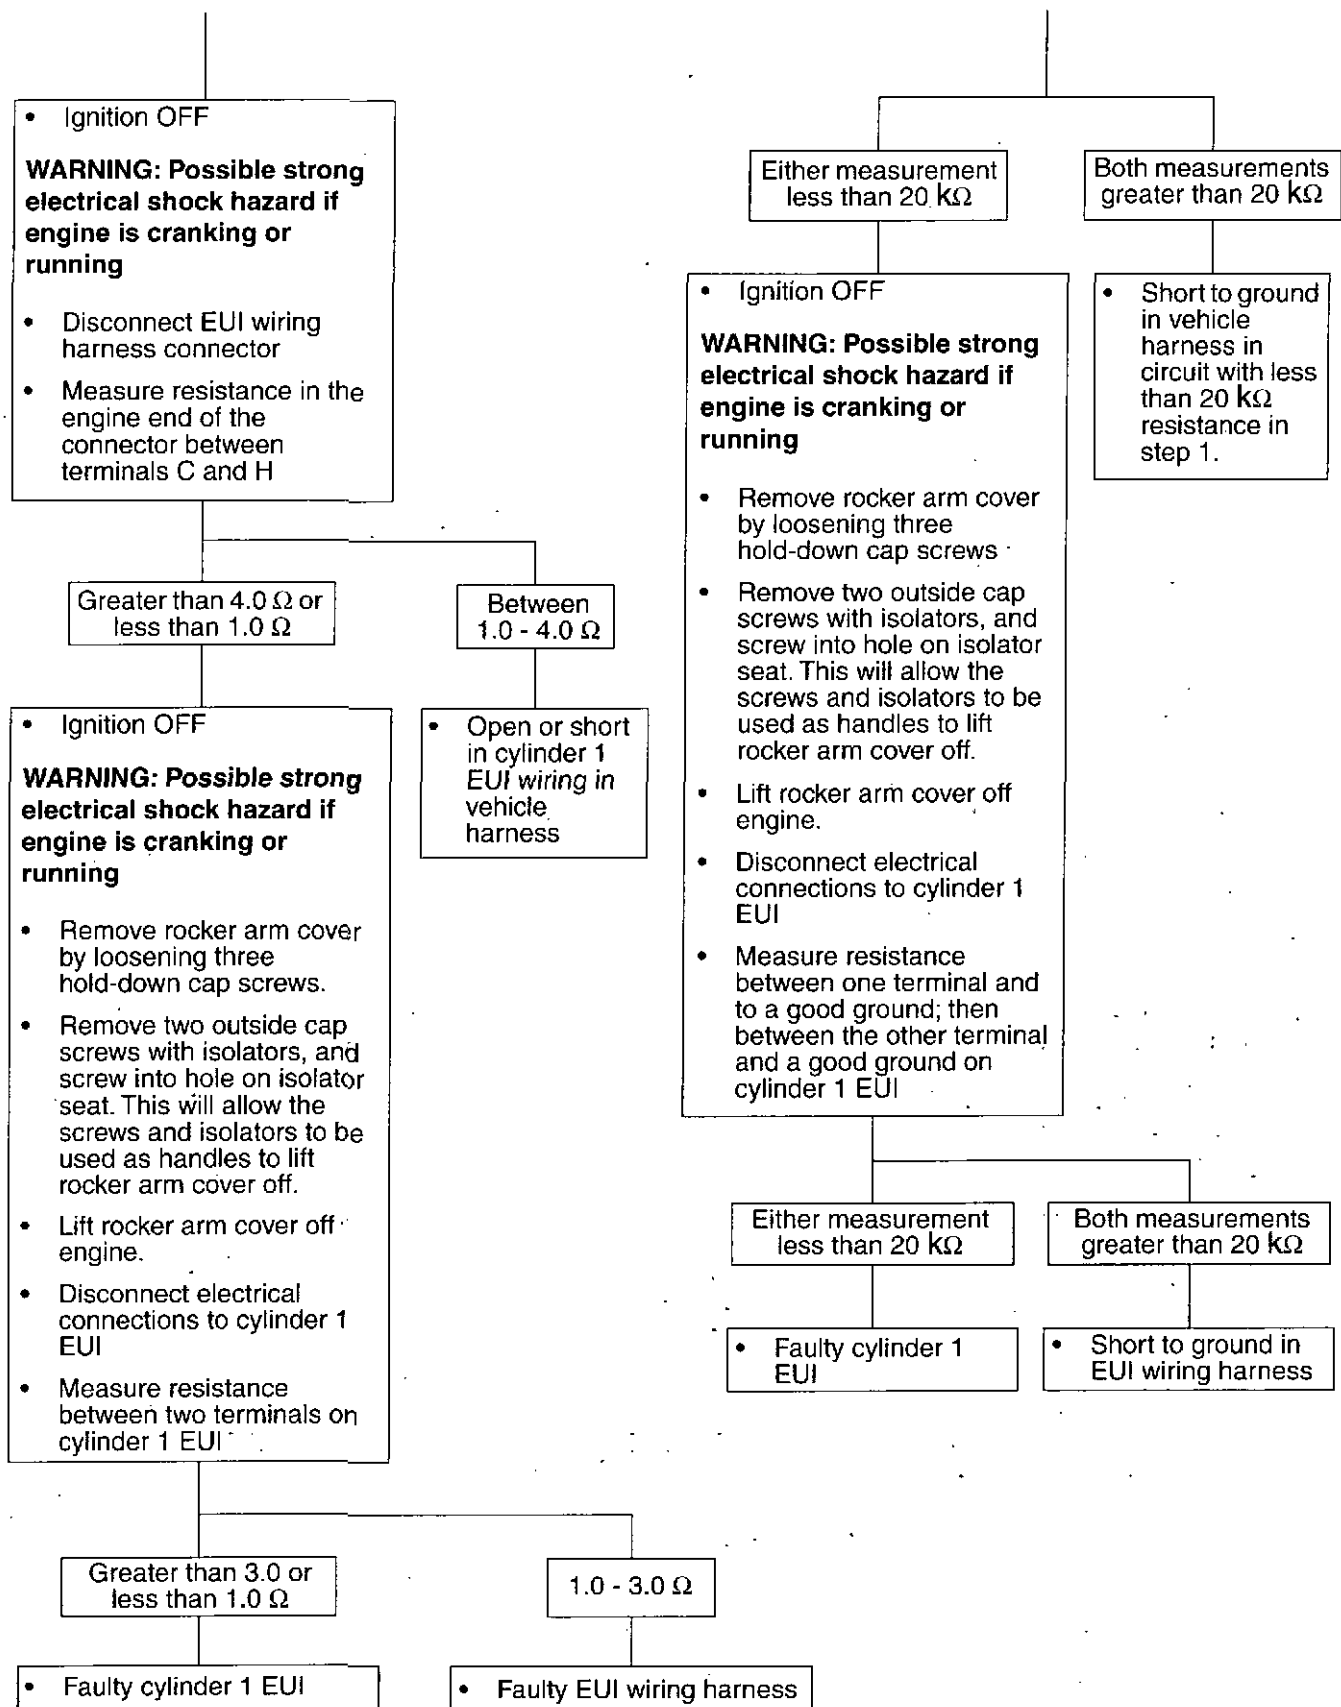 • Ignition OFF
WARNING: Possible strong
electrical shock hazard if
engine is cranking or
running
• Disconnect EUI wiring
harness connector
• Measure resistance in the
engine end of the
connector between
terminals C and H
Greater than 4.0 Ω or
less than 1.0 Ω
Between
1.0 - 4.0 Ω
• Open or short
in cylinder 1
EUI wiring in
vehicle
harness
• Ignition OFF
WARNING: Possible strong
electrical shock hazard if
engine is cranking or
running
• Remove rocker arm cover
by loosening three
hold-down cap screws.
• Remove two outside cap
screws with isolators, and
screw into hole on isolator
seat. This will allow the
screws and isolators to be
used as handles to lift
rocker arm cover off.
• Lift rocker arm cover off
engine.
• Disconnect electrical
connections to cylinder 1
EUI
• Measure resistance
between two terminals on
cylinder 1 EUI
Greater than 3.0 or
less than 1.0 Ω
1.0 - 3.0 Ω
• Faulty cylinder 1 EUI
• Faulty EUI wiring harness
Either measurement
less than 20 kΩ
Both measurements
greater than 20 kΩ
• Short to ground
in vehicle
harness in
circuit with less
than 20 kΩ
resistance in
step 1.
• Ignition OFF
WARNING: Possible strong
electrical shock hazard if
engine is cranking or
running
• Remove rocker arm cover
by loosening three
hold-down cap screws
• Remove two outside cap
screws with isolators, and
screw into hole on isolator
seat. This will allow the
screws and isolators to be
used as handles to lift
rocker arm cover off.
• Lift rocker arm cover off
engine.
• Disconnect electrical
connections to cylinder 1
EUI
• Measure resistance
between one terminal and
to a good ground; then
between the other terminal
and a good ground on
cylinder 1 EUI
Either measurement
less than 20 kΩ
Both measurements
greater than 20 kΩ
• Faulty cylinder 1
EUI
• Short to ground in
EUI wiring harness